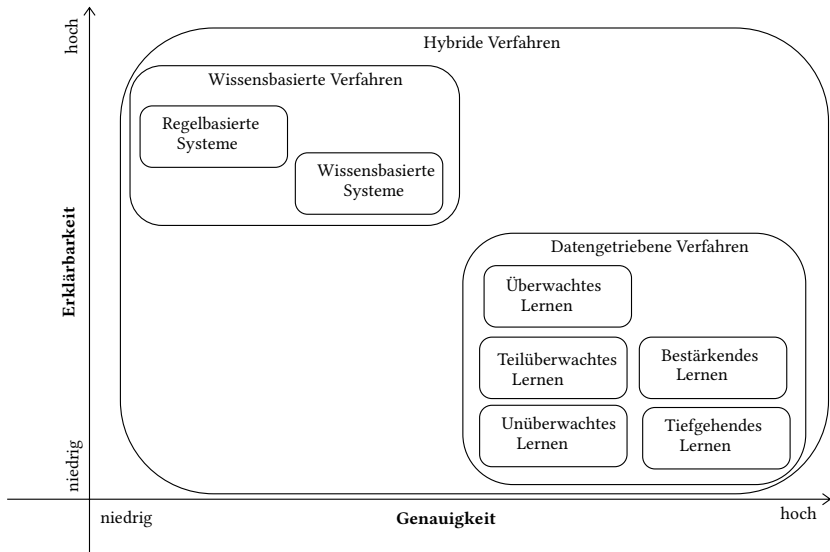 hoch
Hybride Verfahren
Wissensbasierte Verfahren
Regelbasierte
Systeme
Wissensbasierte
Systeme
Erklärbarkeit
Datengetriebene Verfahren
Überwachtes
Lernen
Teilüberwachtes
Lernen
Bestärkendes
Lernen
Unüberwachtes
Lernen
Tiefgehendes
Lernen
niedrig
niedrig
Genauigkeit
hoch